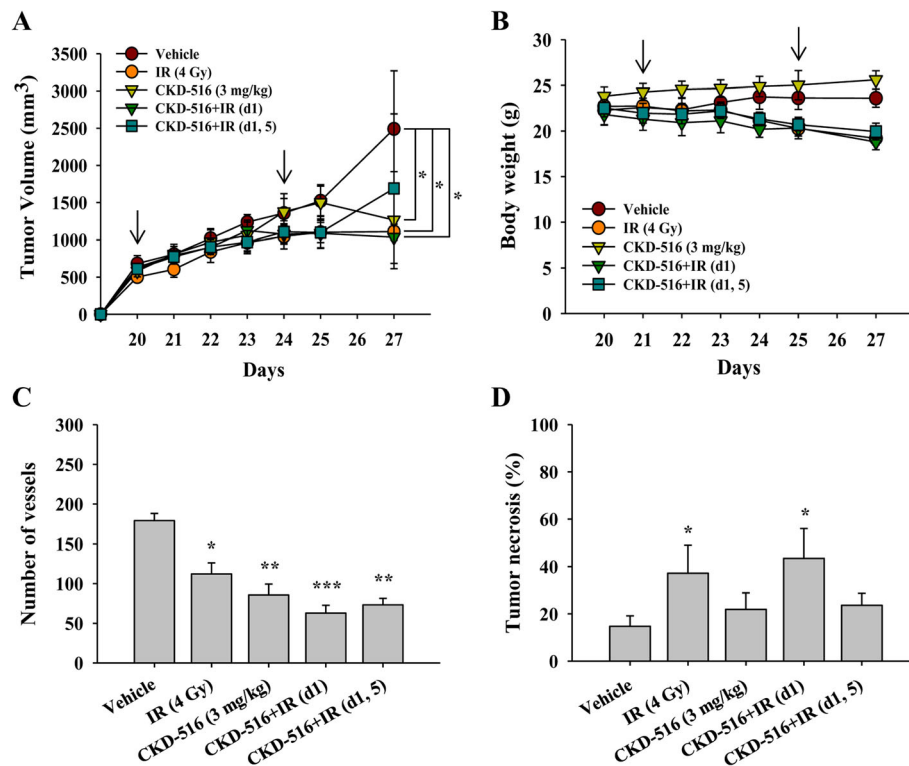 A
Tumor Volume (mm3)
3500
3000
2500
2000
1500
1000
500
0
Vehicle
IR (4 Gy)
CKD-516 (3 mg/kg)
CKD-516+IR (d1)
CKD-516+IR (d1, 5)
* * *
20 21 22 23 24 25 26 27
Days
B
Body weight (g)
30
25
20
15
10
5
0
Vehicle
IR (4 Gy)
CKD-516 (3 mg/kg)
CKD-516+IR (d1)
CKD-516+IR (d1, 5)
20 21 22 23 24 25 26 27
Days
C
Number of vessels
300
250
200
150
100
50
0
* ** *** **
Vehicle
IR (4 Gy)
CKD-516 (3 mg/kg)
CKD-516+IR (d1)
CKD-516+IR (d1, 5)
D
Tumor necrosis (%)
100
80
60
40
20
0
* *
Vehicle
IR (4 Gy)
CKD-516 (3 mg/kg)
CKD-516+IR (d1)
CKD-516+IR (d1, 5)